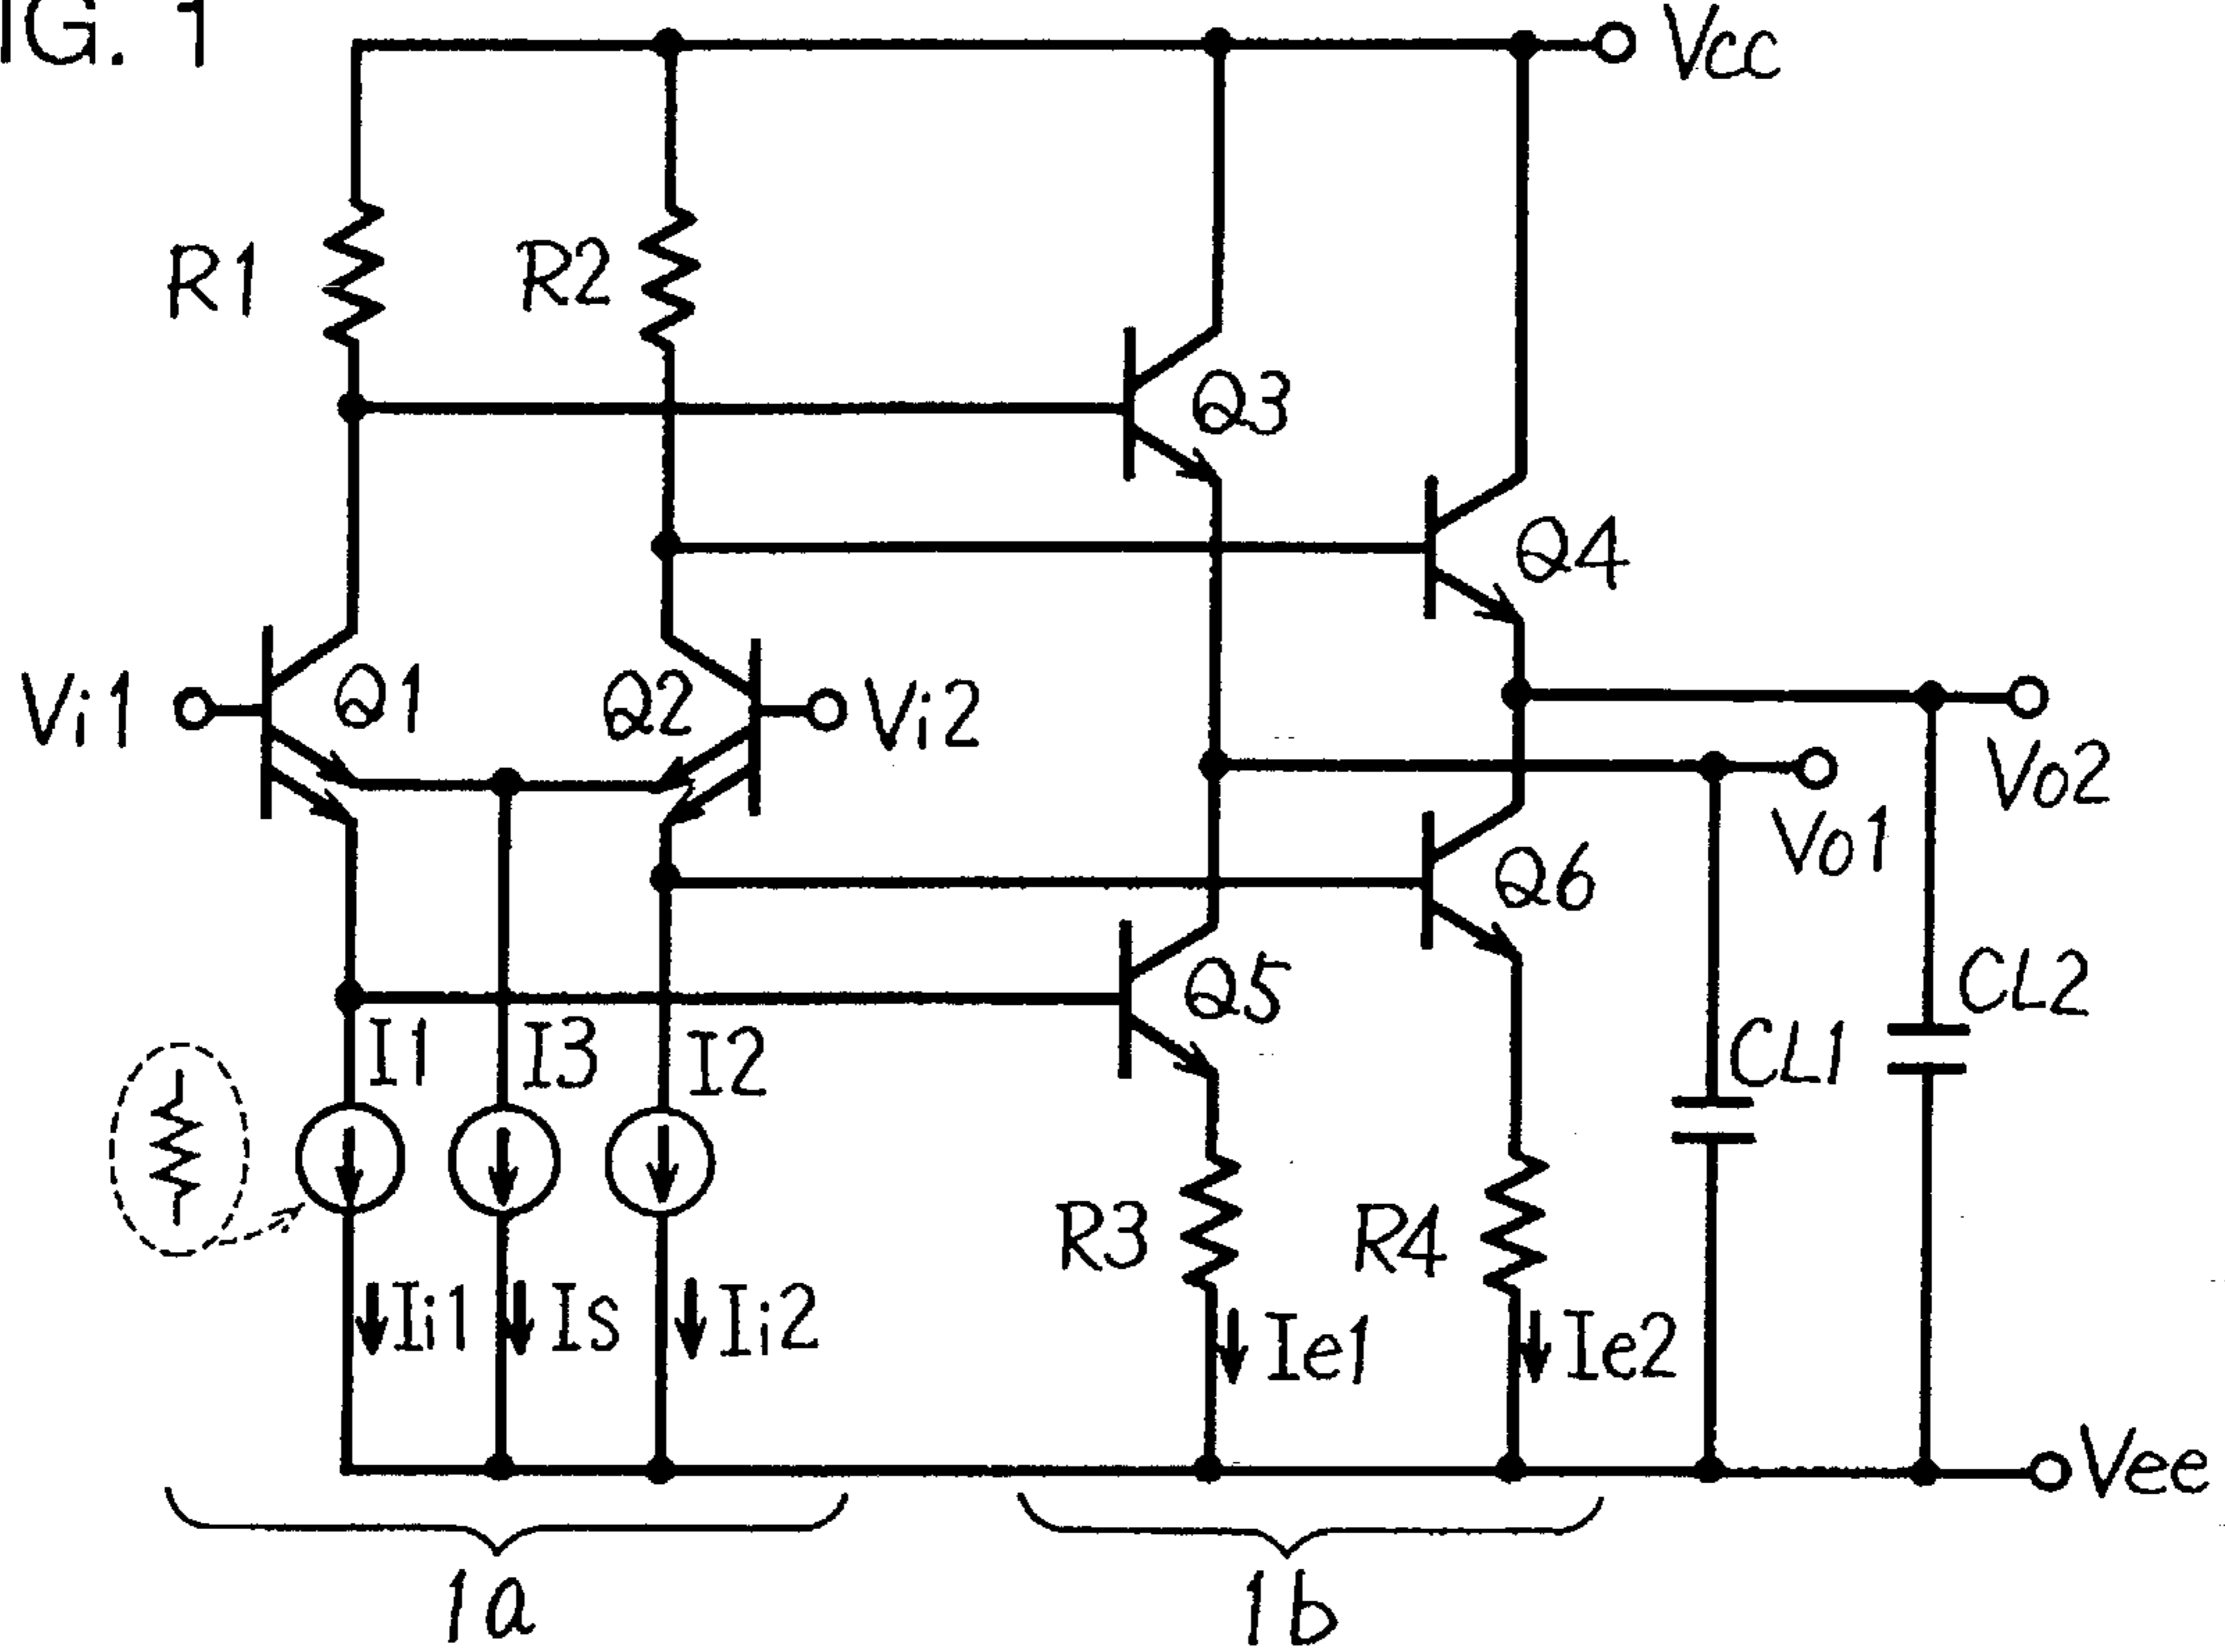 IG. 1
Vcc
R1
R2
Q3
Q4
Vi1
Q1
Q2
Vi2
Vo2
Vo1
Q6
Q5
CL2
CL1
I1
I3
I2
R3
R4
Ii1
Is
Ii2
Ie1
Ie2
Vee
1a
1b